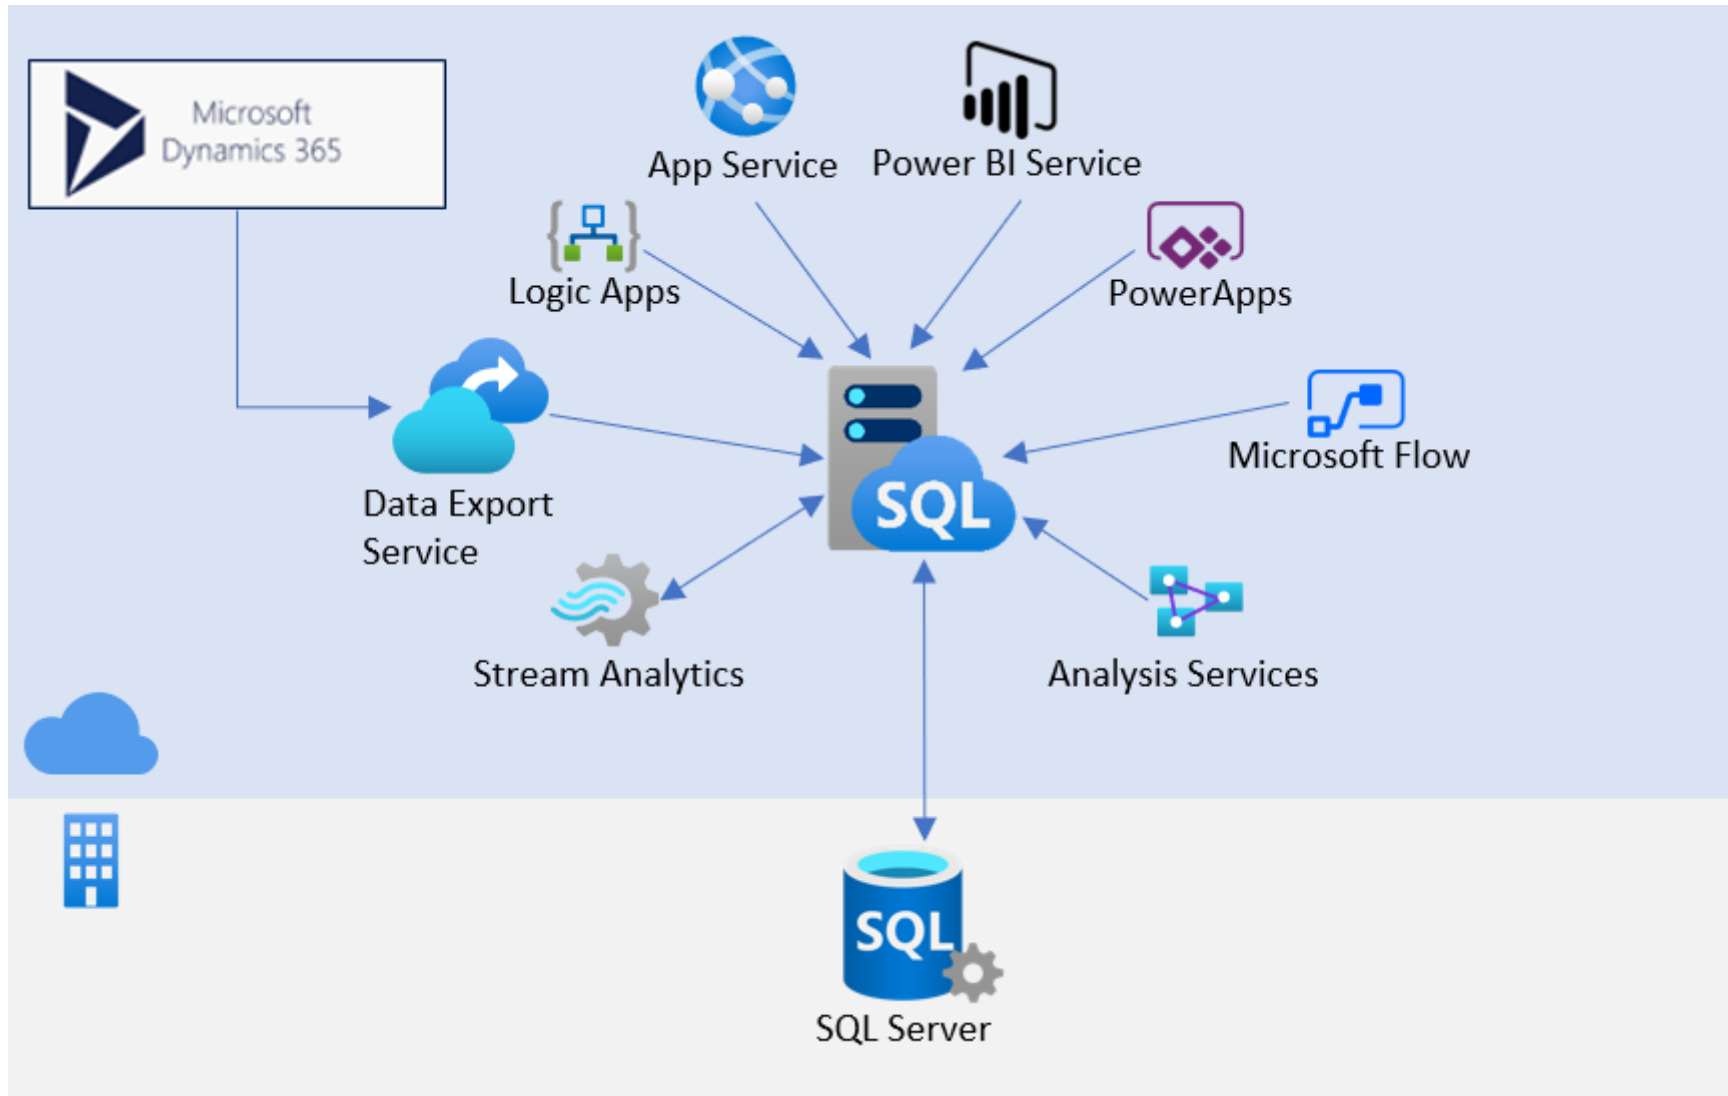 Microsoft
Dynamics 365
App Service
Power BI Service
Logic Apps
PowerApps
Microsoft Flow
Data Export
Service
SQL
Stream Analytics
Analysis Services
SQL
SQL Server